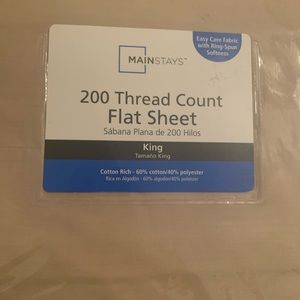 MAINSTAYS™
Easy Care Fabric
with Ring-Spun
Softness
200 Thread Count
Flat Sheet
Sábana Plana de 200 Hilos
King
Tamaño King
Cotton Rich - 60% cotton/40% polyester
Rica en Algodón - 60% algodón/40% poliéster